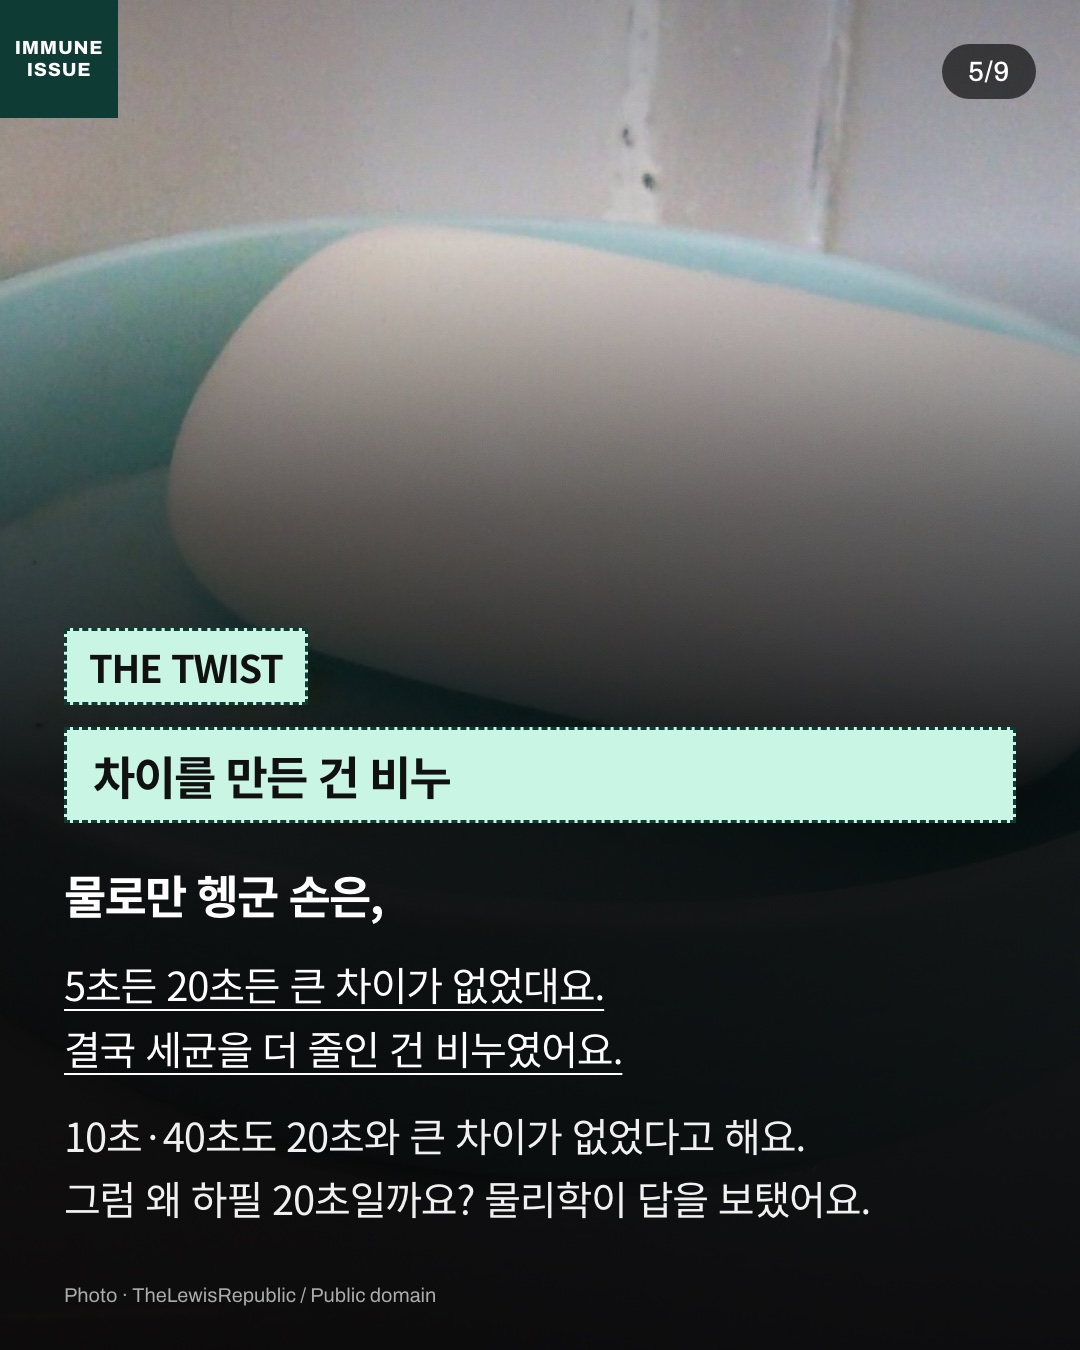 IMMUNE
ISSUE
5/9
THE TWIST
차이를 만든 건 비누
물로만 헹군 손은,
5초든 20초든 큰 차이가 없었대요.
결국 세균을 더 줄인 건 비누였어요.
10초·40초도 20초와 큰 차이가 없었다고 해요.
그럼 왜 하필 20초일까요? 물리학이 답을 보탰어요.
Photo · TheLewisRepublic / Public domain